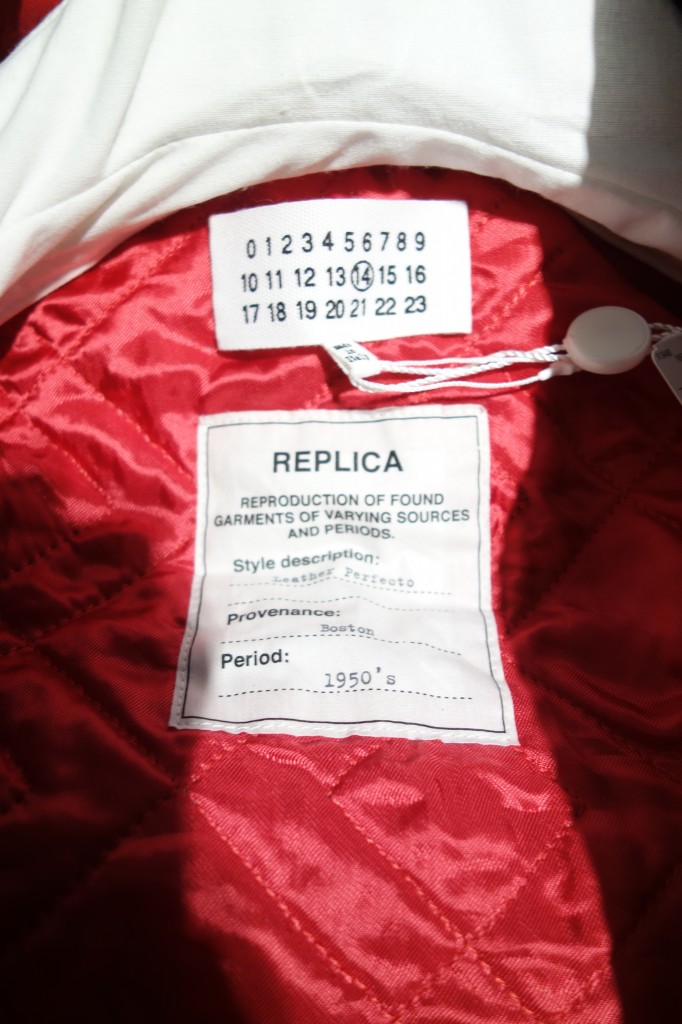 0 1 2 3 4 5 6 7 8 9
10 11 12 13 14 15 16
17 18 19 20 21 22 23
REPLICA
REPRODUCTION OF FOUND
GARMENTS OF VARYING SOURCES
AND PERIODS.
Style description:
Leather Perfecto
Provenance:
Boston
Period:
1950's